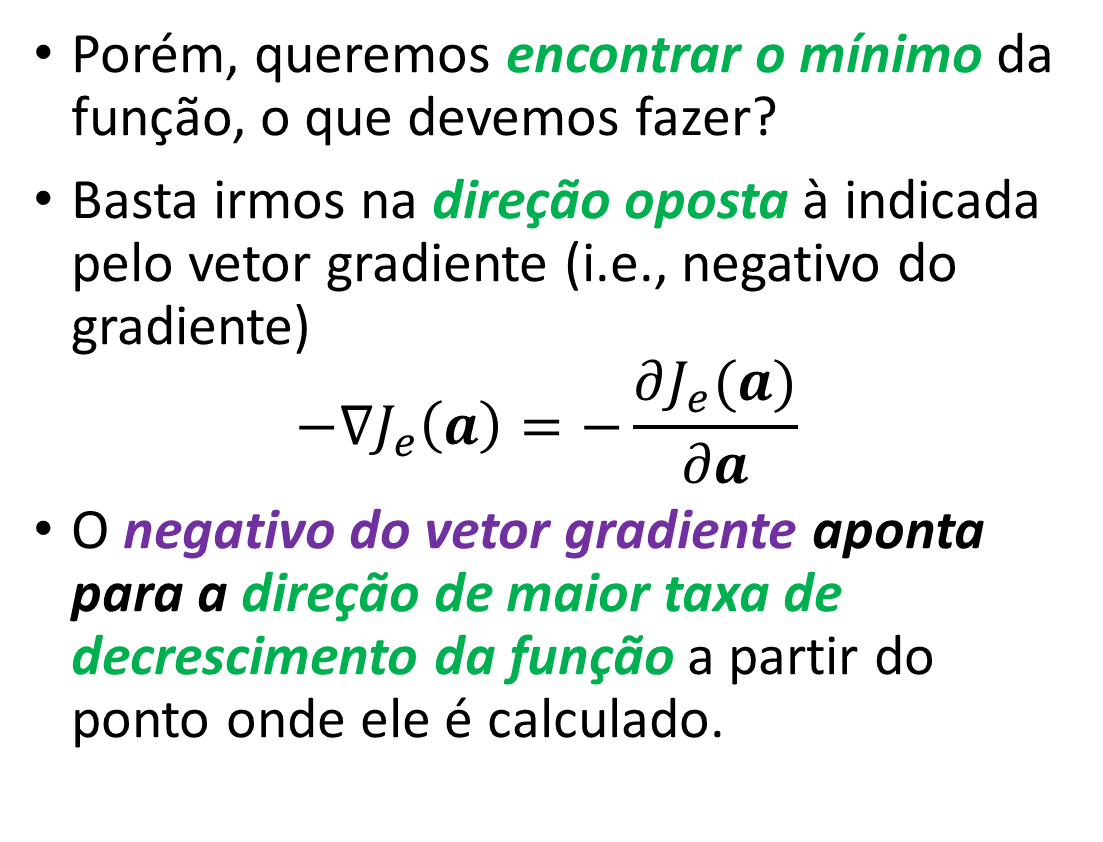 • Porém, queremos encontrar o mínimo da
função, o que devemos fazer?
• Basta irmos na direção oposta à indicada
pelo vetor gradiente (i.e., negativo do
gradiente)
−∇Jₑ(a) = − ∂Jₑ(a) / ∂a
• O negativo do vetor gradiente aponta
para a direção de maior taxa de
decrescimento da função a partir do
ponto onde ele é calculado.